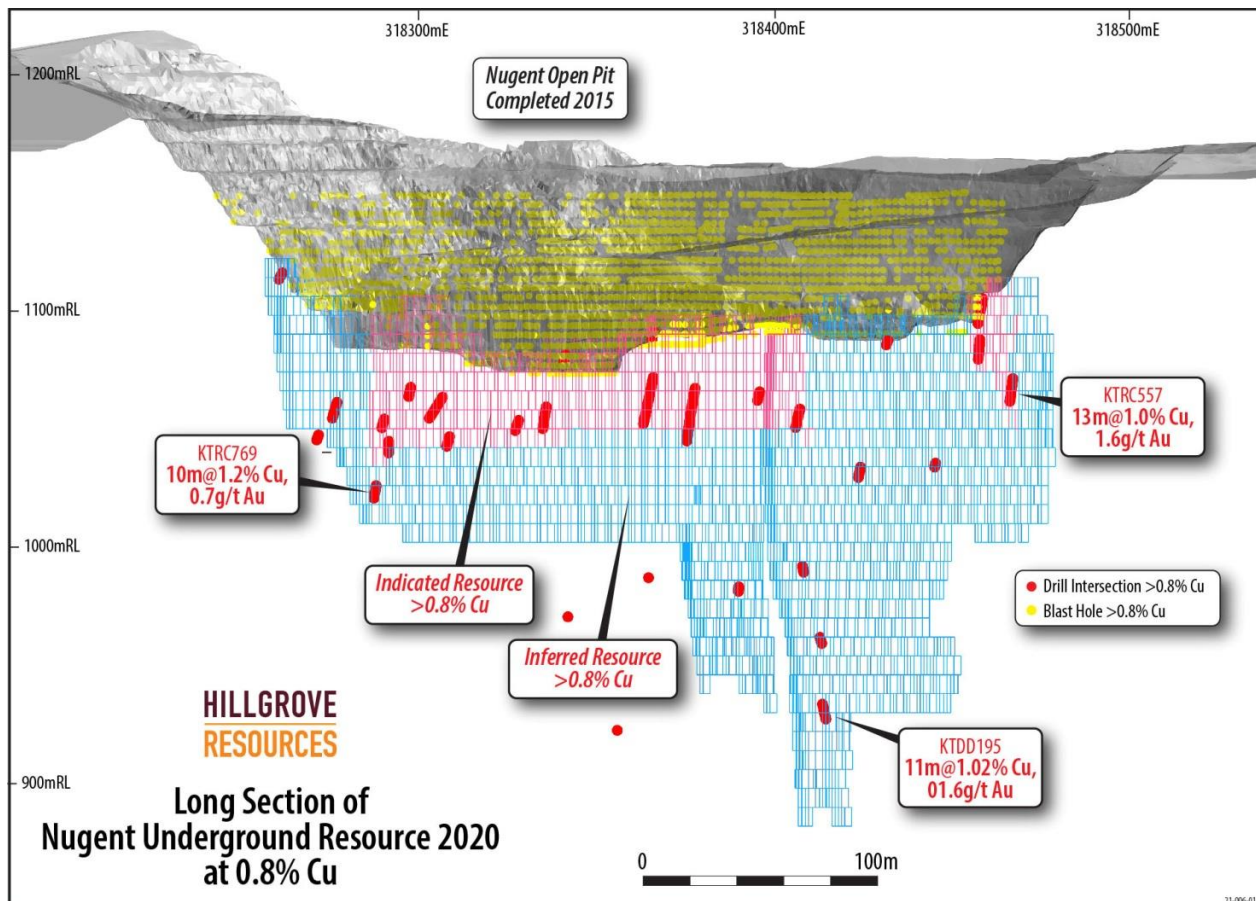 318300mE
318400mE
318500mE
1200mRL
Nugent Open Pit
Completed 2015
1100mRL
KTRC557
13m@1.0% Cu,
1.6g/t Au
KTRC769
10m@1.2% Cu,
0.7g/t Au
1000mRL
Indicated Resource
>0.8% Cu
Drill Intersection >0.8% Cu
Blast Hole >0.8% Cu
Inferred Resource
>0.8% Cu
HILLGROVE
RESOURCES
KTDD195
11m@1.02% Cu,
01.6g/t Au
900mRL
Long Section of
Nugent Underground Resource 2020
at 0.8% Cu
0
100m